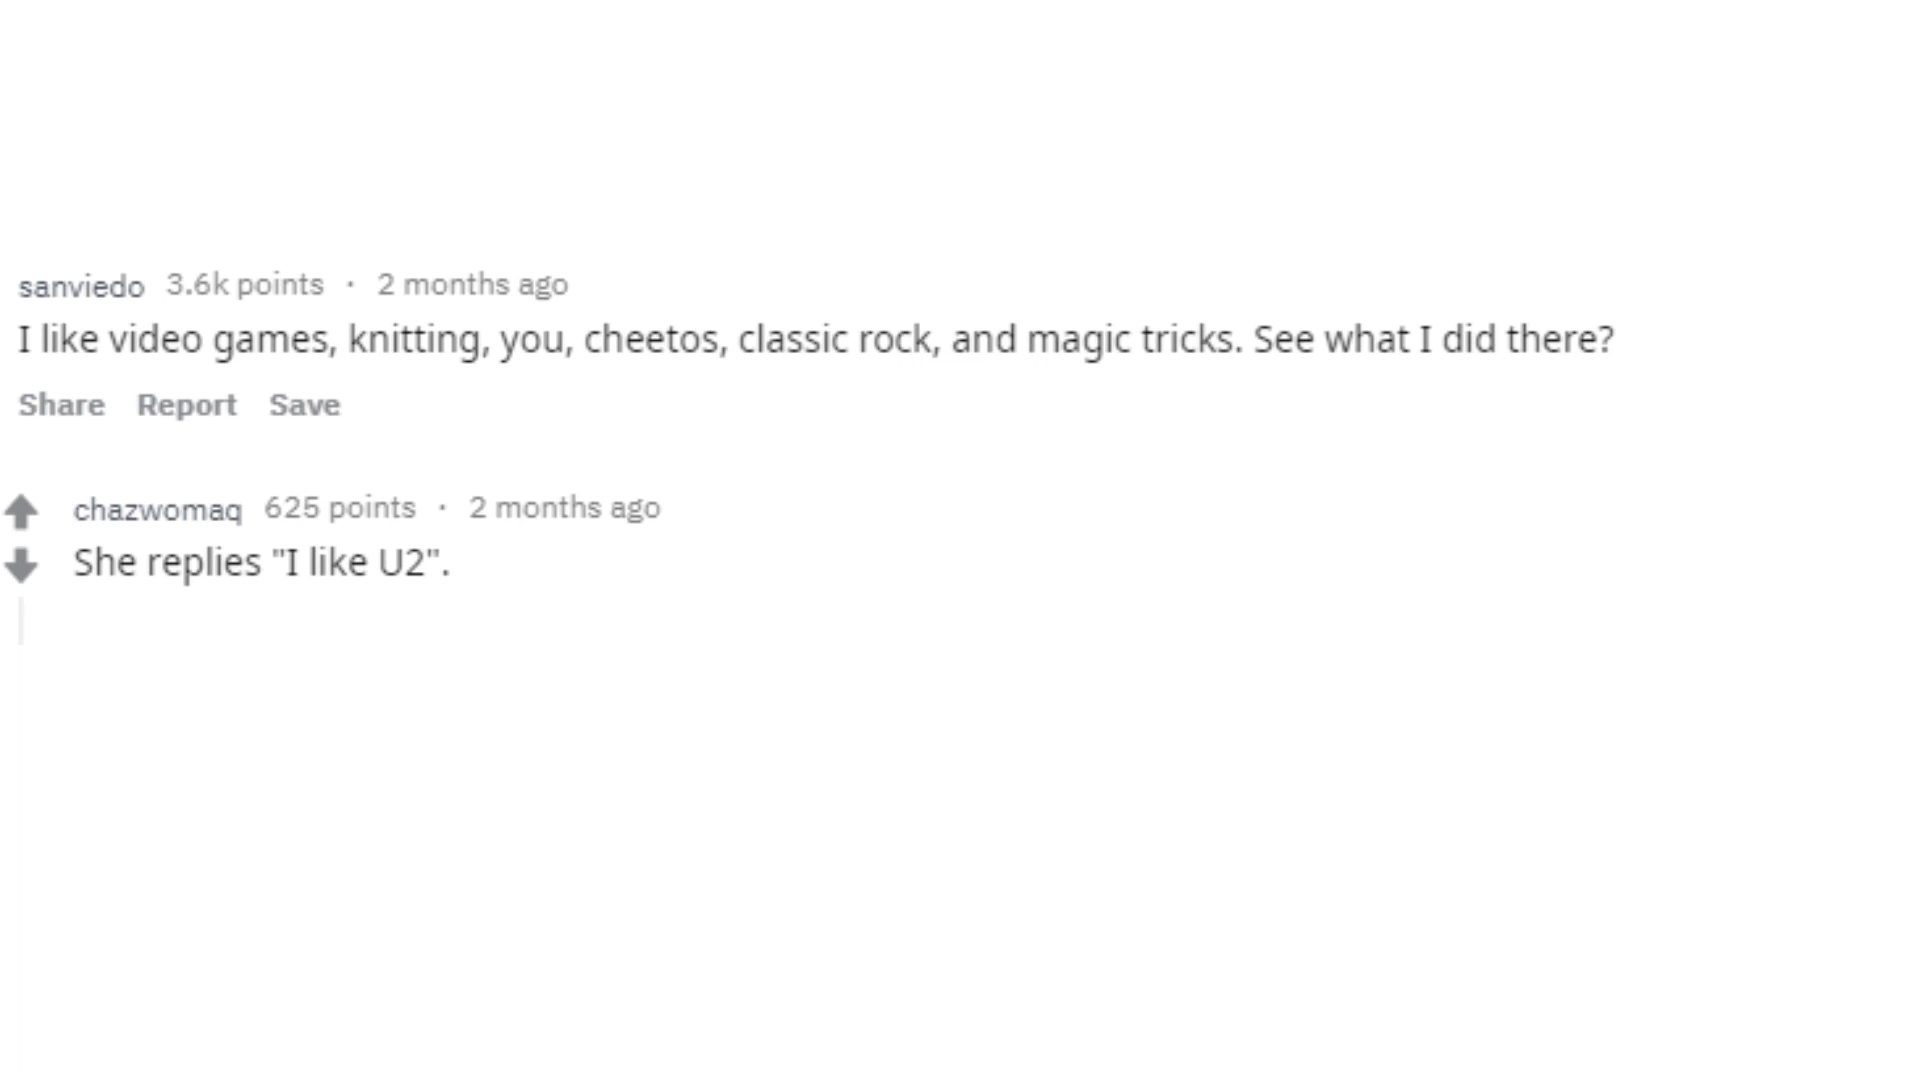 sanviedo 3.6k points · 2 months ago
I like video games, knitting, you, cheetos, classic rock, and magic tricks. See what I did there?
Share Report Save
chazwomaq 625 points · 2 months ago
She replies "I like U2".